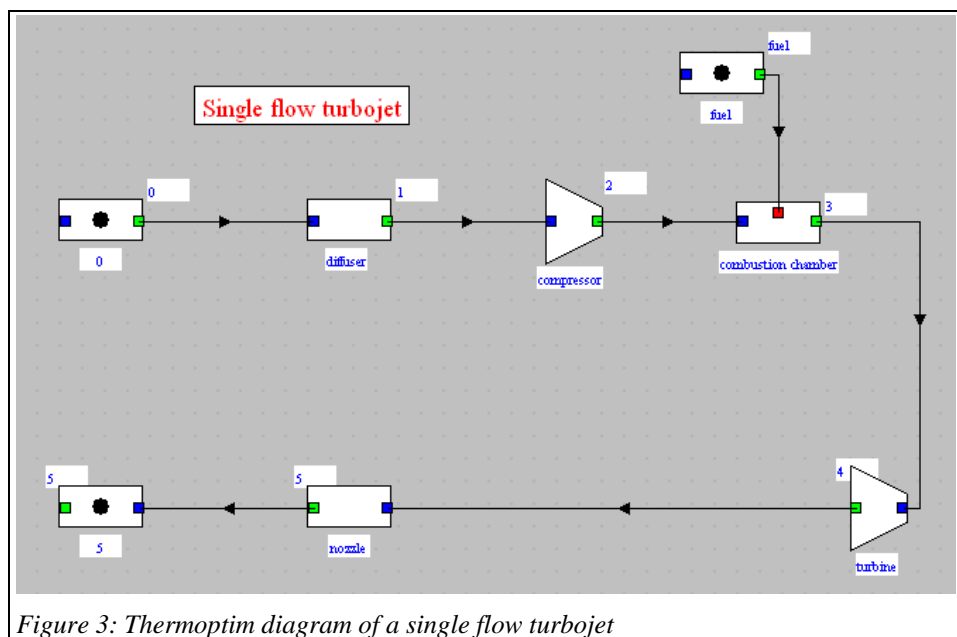 fuel
fuel
Single flow turbojet
0
0
1
diffuser
2
compressor
3
combustion chamber
5
5
5
nozzle
4
turbine
Figure 3: Thermoptim diagram of a single flow turbojet